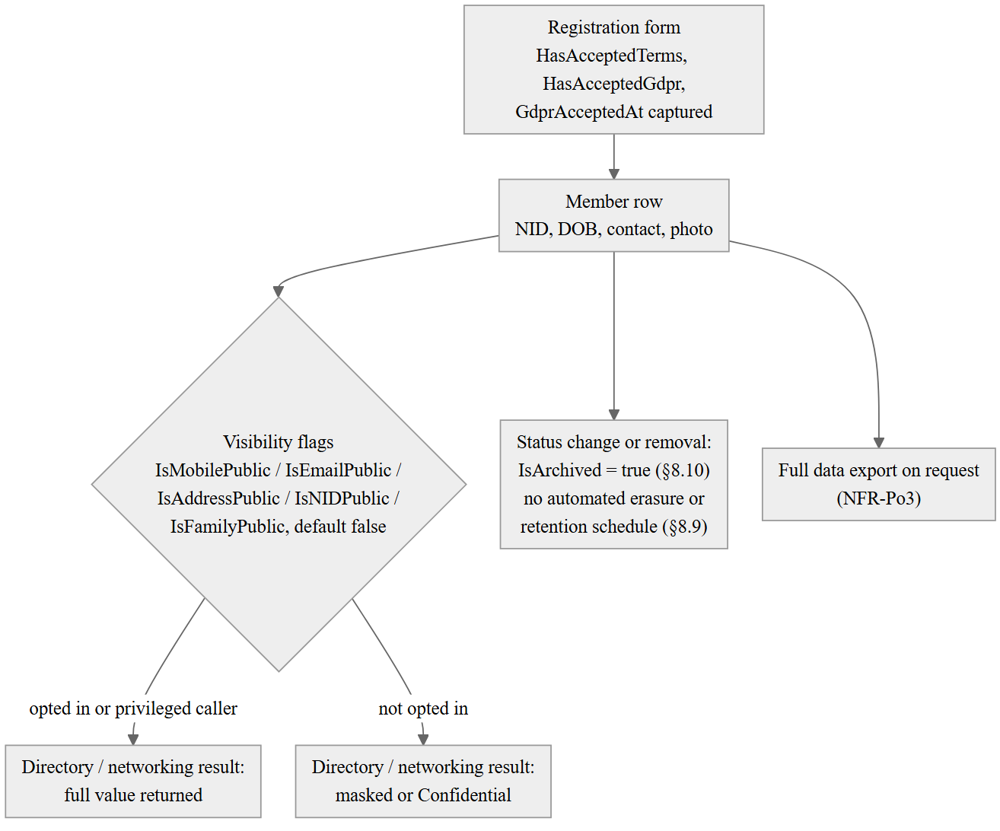 Registration form
HasAcceptedTerms,
HasAcceptedGdpr,
GdprAcceptedAt captured
Member row
NID, DOB, contact, photo
Visibility flags
IsMobilePublic / IsEmailPublic /
IsAddressPublic / IsNIDPublic /
IsFamilyPublic, default false
Status change or removal:
IsArchived = true (§8.10)
no automated erasure or
retention schedule (§8.9)
Full data export on request
(NFR-Po3)
opted in or privileged caller
not opted in
Directory / networking result:
full value returned
Directory / networking result:
masked or Confidential